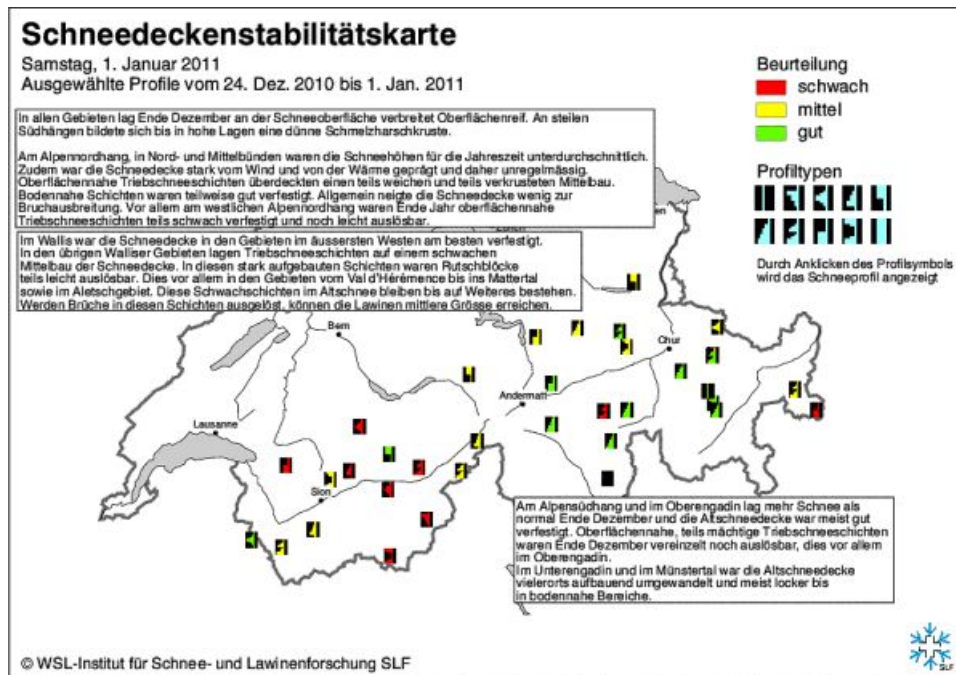 Schneedeckenstabilitätskarte
Samstag, 1. Januar 2011
Ausgewählte Profile vom 24. Dez. 2010 bis 1. Jan. 2011
In allen Gebieten lag Ende Dezember an der Schneeoberfläche verbreitet Oberflächenreif. An steilen
Südhängen bildete sich bis in hohe Lagen eine dünne Schmelzharschkruste.
Am Alpennordhang, in Nord- und Mittelbünden waren die Schneehöhen für die Jahreszeit unterdurchschnittlich.
Zudem war die Schneedecke stark vom Wind und von der Wärme geprägt und daher unregelmässig.
Oberflächennahe Triebschneeschichten überdeckten einen teils weichen und teils verkrusteten Mittelbau.
Bodennahe Schichten waren teilweise gut verfestigt. Allgemein neigte die Schneedecke wenig zur
Bruchausbreitung. Vor allem am westlichen Alpennordhang waren Ende Jahr oberflächennahe
Triebschneeschichten teils schwach verfestigt und noch leicht auslösbar.
Im Wallis war die Schneedecke in den Gebieten im äussersten Westen am besten verfestigt.
In den übrigen Walliser Gebieten lagen Triebschneeschichten auf einem schwachen
Mittelbau der Schneedecke. In diesen stark aufgebauten Schichten waren Rutschblöcke
teils leicht auslösbar. Dies vor allem in den Gebieten vom Val d'Hérémence bis ins Mattertal
sowie im Aletschgebiet. Diese Schwachschichten im Altschnee bleiben bis auf Weiteres bestehen.
Werden Brüche in diesen Schichten ausgelöst, können die Lawinen mittlere Grösse erreichen.
Beurteilung
schwach
mittel
gut
Profiltypen
Durch Anklicken des Profilsymbols
wird das Schneeprofil angezeigt
Bern
Chur
Andermatt
Lausanne
Sion
Am Alpensüdhang und im Oberengadin lag mehr Schnee als
normal Ende Dezember und die Altschneedecke war meist gut
verfestigt. Oberflächennahe, teils mächtige Triebschneeschichten
waren Ende Dezember vereinzelt noch auslösbar, dies vor allem
im Oberengadin.
Im Unterengadin und im Münstertal war die Altschneedecke
vielerorts aufbauend umgewandelt und meist locker bis
in bodennahe Bereiche.
© WSL-Institut für Schnee- und Lawinenforschung SLF
SLF